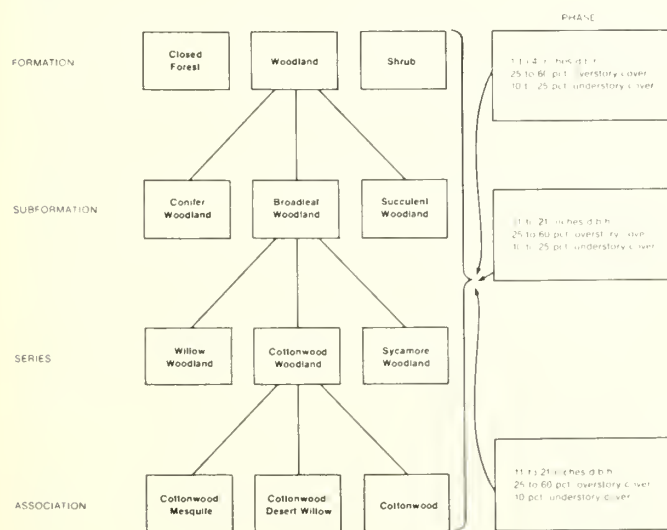 PHASE
FORMATION
Closed
Forest
Woodland
Shrub
25 to 60 pct overstory cover
10 to 25 pct understory cover
SUBFORMATION
Conifer
Woodland
Broadleaf
Woodland
Succulent
Woodland
to 21 inches d b h
25 to 60 pct overstory cover
10 to 25 pct understory cover
SERIES
Willow
Woodland
Cottonwood
Woodland
Sycamore
Woodland
ASSOCIATION
Cottonwood
Mesquite
Cottonwood
Desert Willow
Cottonwood
11 to 21 inches d b h
25 to 60 pct overstory cover
10 pct understory cover